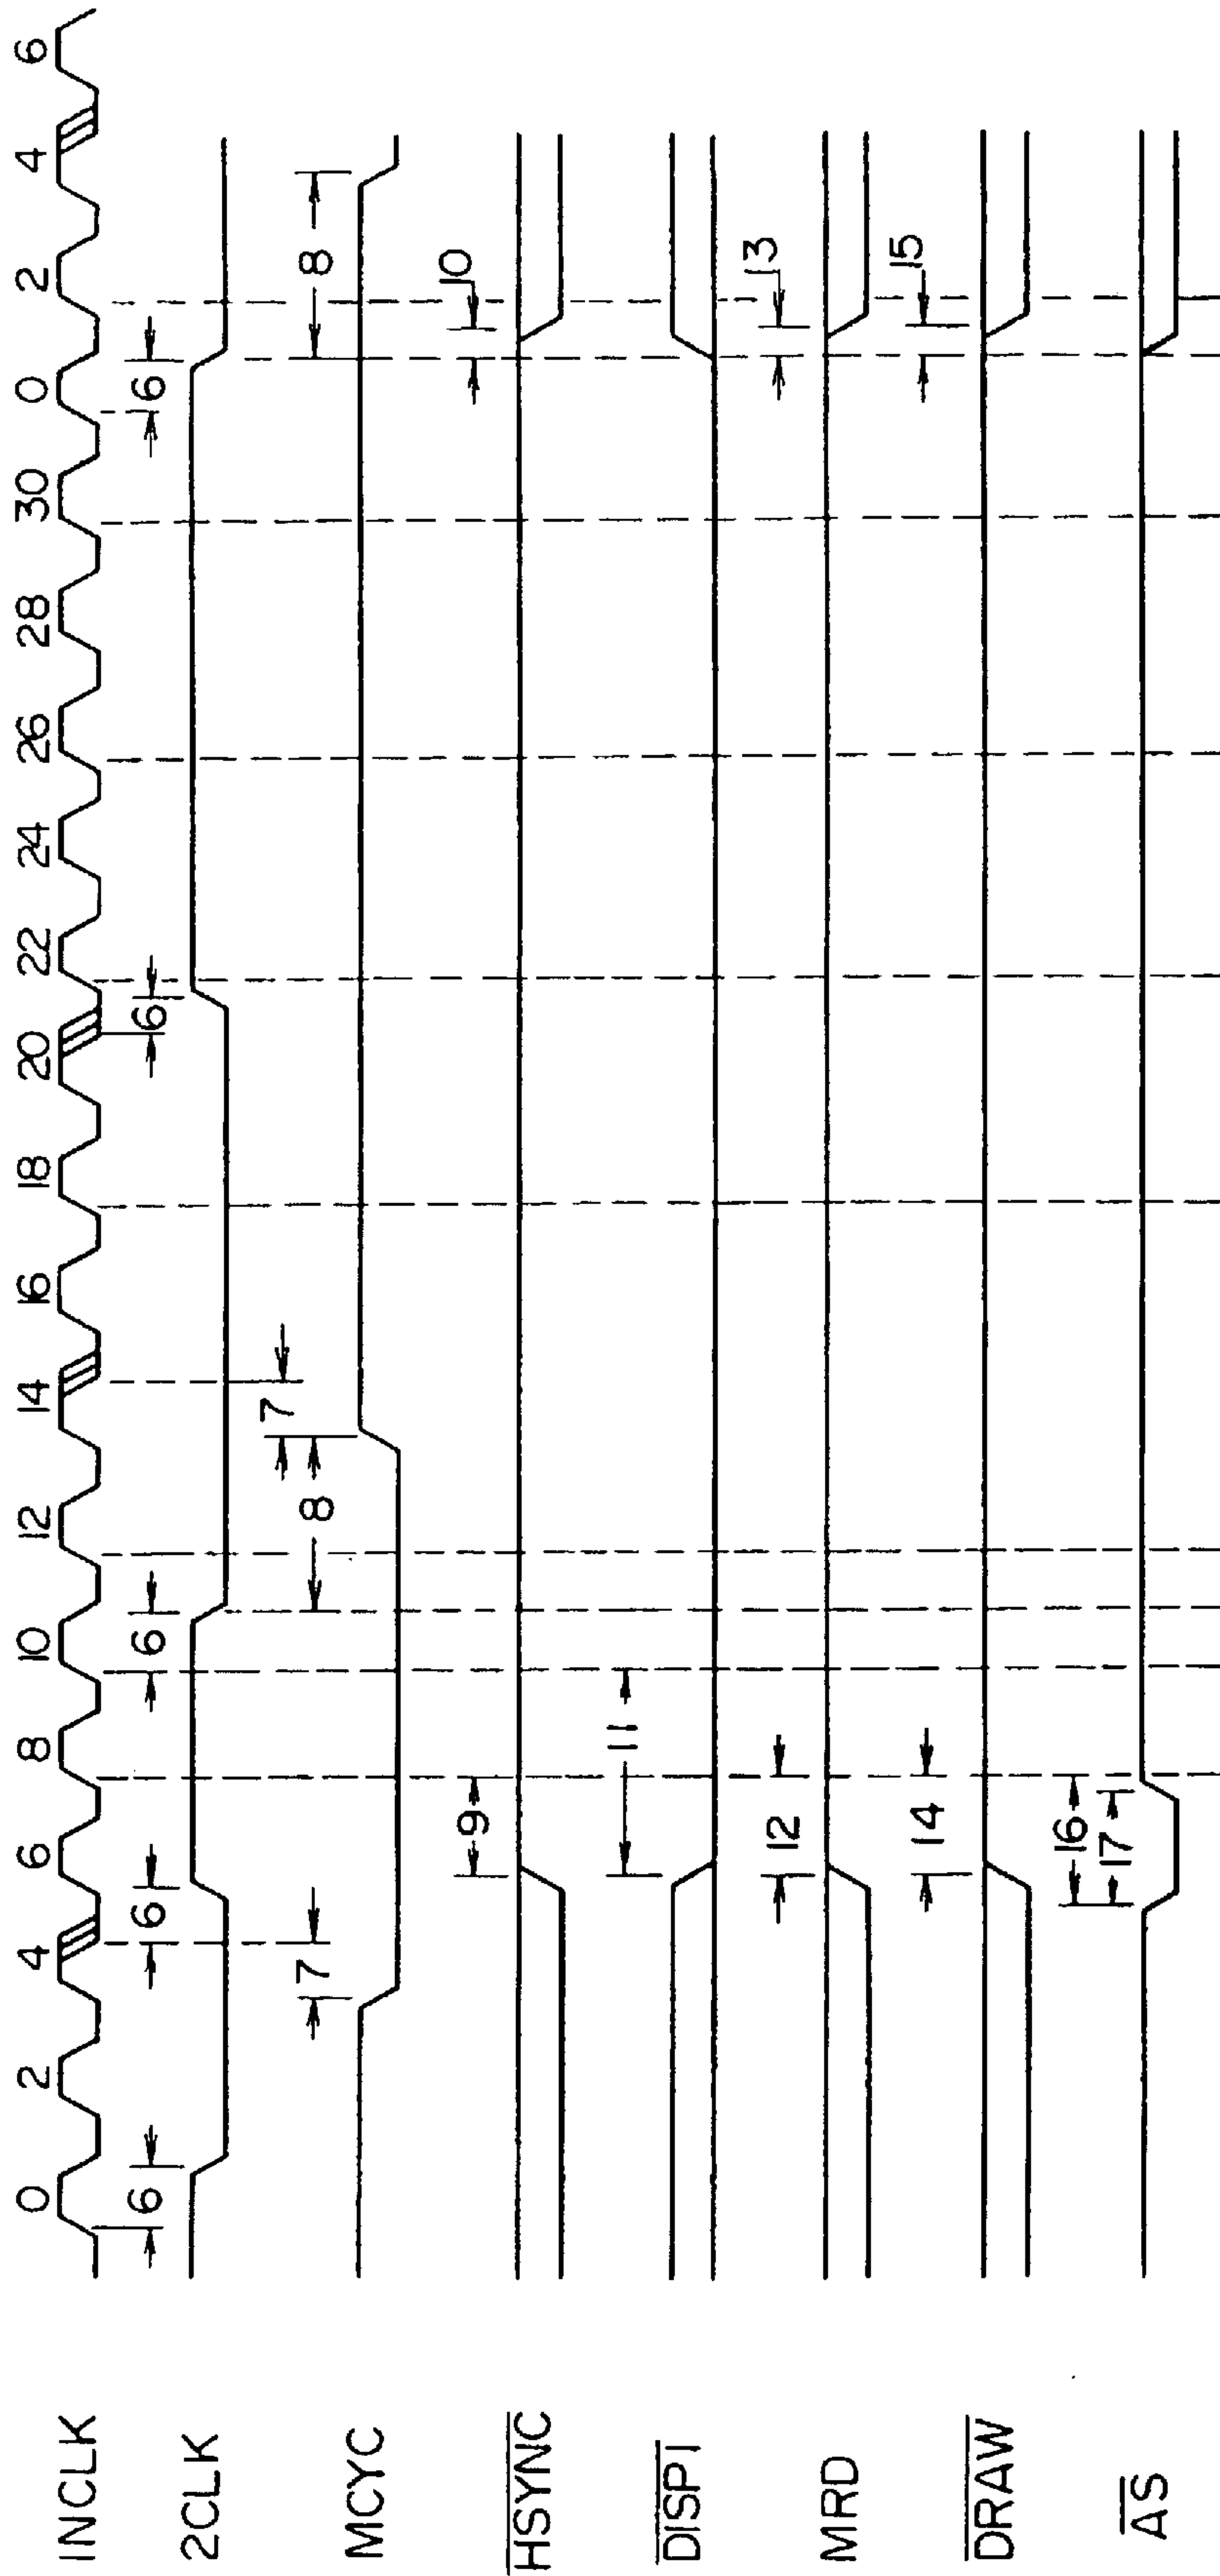 INCLK 0 2 4 6 8 10 12 14 16 18 20 22 24 26 28 30 0 2 4 6
2CLK 6 6 6 6 6
MCYC 7 8 7 8
HSYNC 9 10
DISP1 11
MRD 12 13
DRAW 14 15
AS 16
17